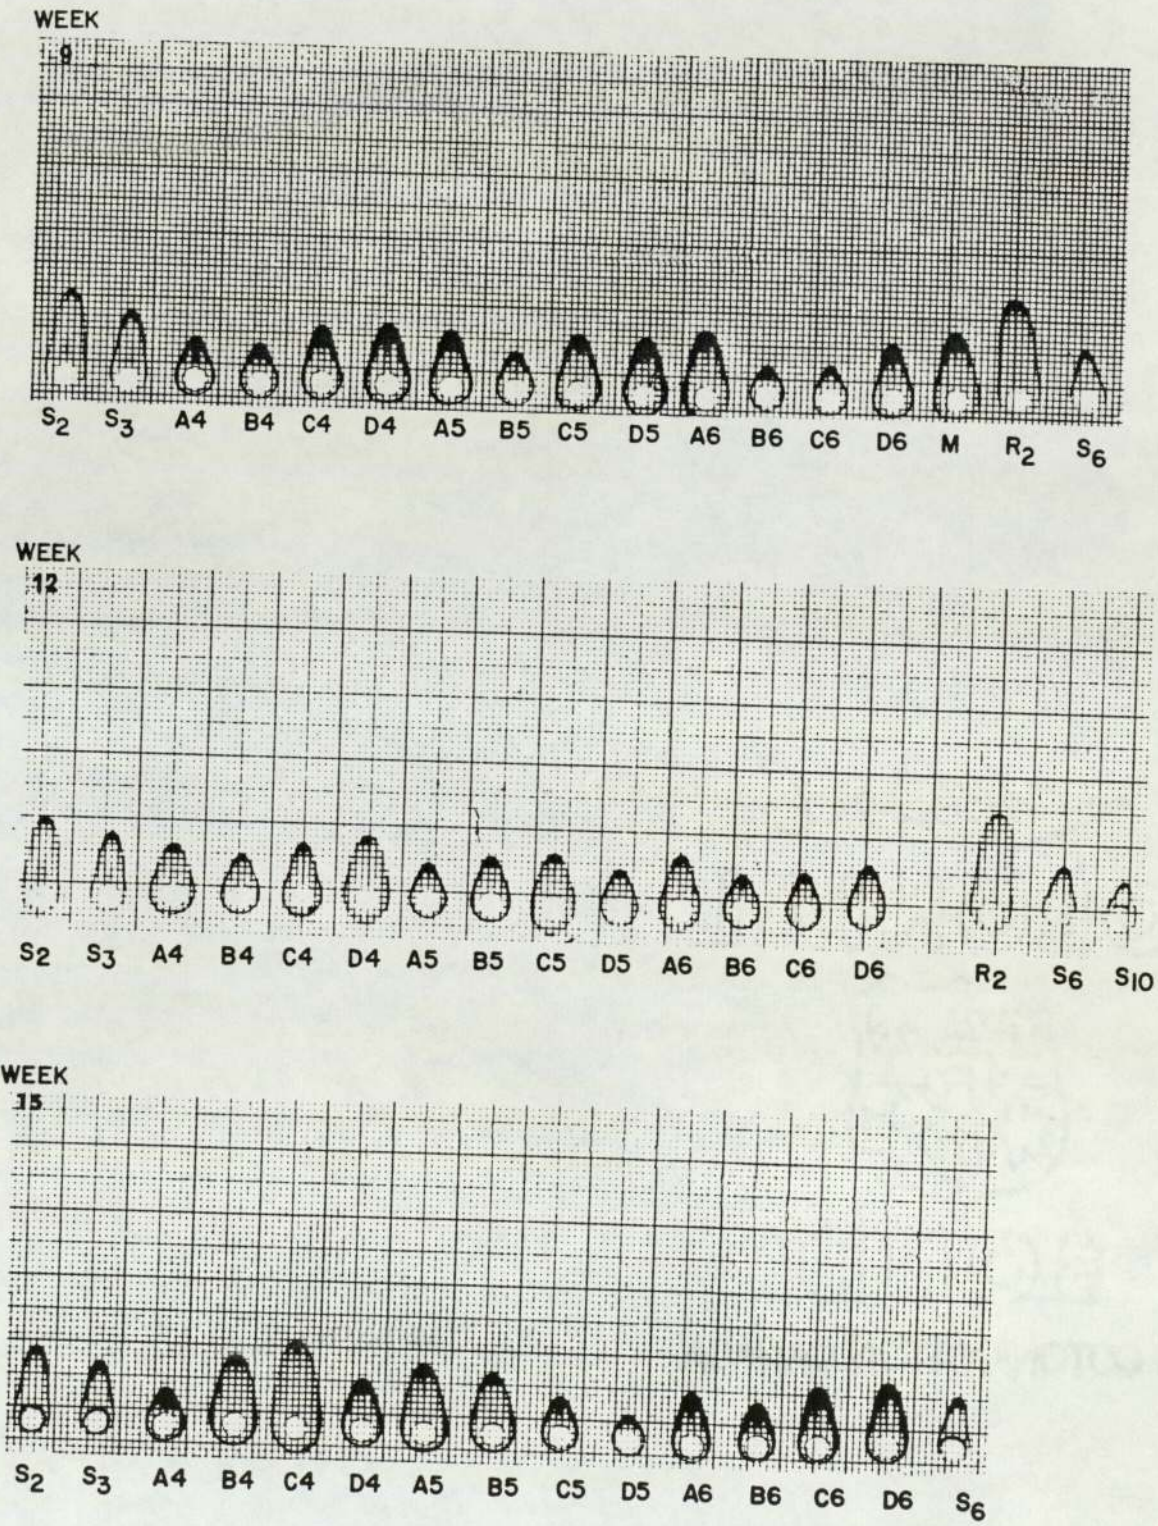 WEEK
9
S2 S3 A4 B4 C4 D4 A5 B5 C5 D5 A6 B6 C6 D6 M R2 S6
WEEK
12
S2 S3 A4 B4 C4 D4 A5 B5 C5 D5 A6 B6 C6 D6 R2 S6 S10
WEEK
15
S2 S3 A4 B4 C4 D4 A5 B5 C5 D5 A6 B6 C6 D6 S6